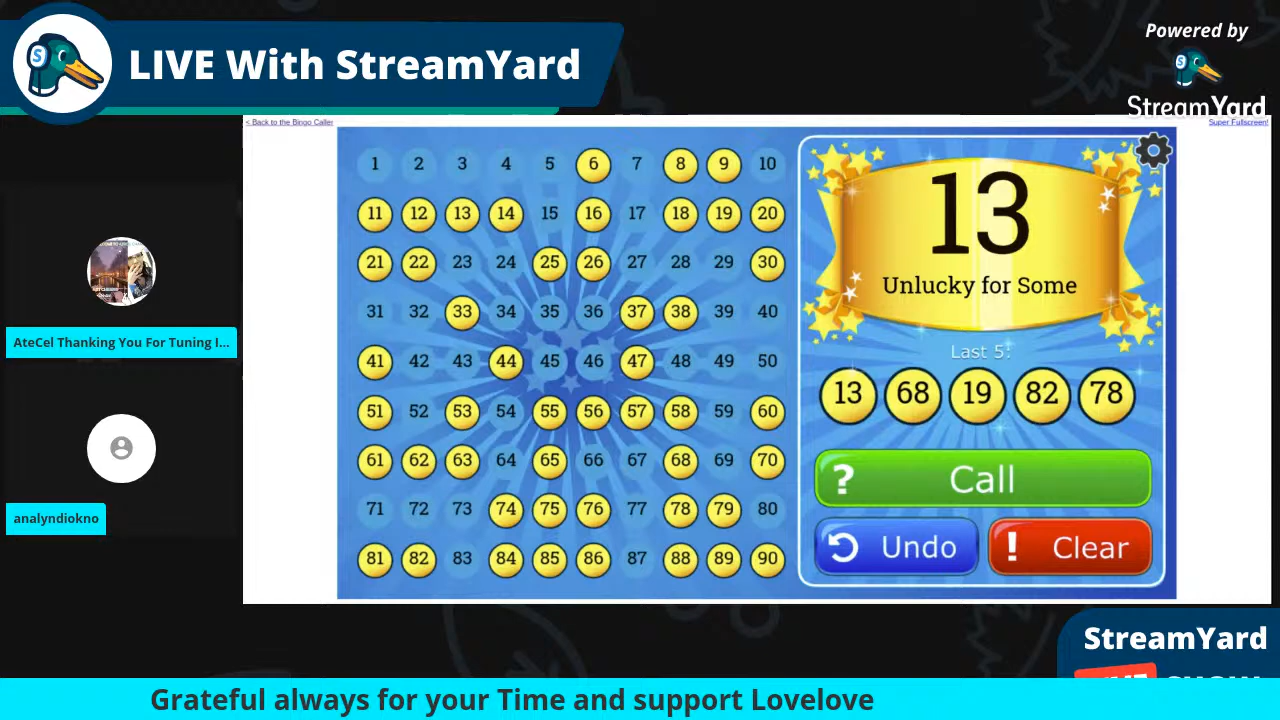 LIVE With StreamYard
S
Powered by
StreamYard
< Back to the Bingo Caller
Super Fullscreen!
1 2 3 4 5 6 7 8 9 10
11 12 13 14 15 16 17 18 19 20
21 22 23 24 25 26 27 28 29 30
31 32 33 34 35 36 37 38 39 40
41 42 43 44 45 46 47 48 49 50
51 52 53 54 55 56 57 58 59 60
61 62 63 64 65 66 67 68 69 70
71 72 73 74 75 76 77 78 79 80
81 82 83 84 85 86 87 88 89 90
13
Unlucky for Some
Last 5:
13 68 19 82 78
? Call
Undo
! Clear
AteCel Thanking You For Tuning I...
analyndiokno
StreamYard
Grateful always for your Time and support Lovelove